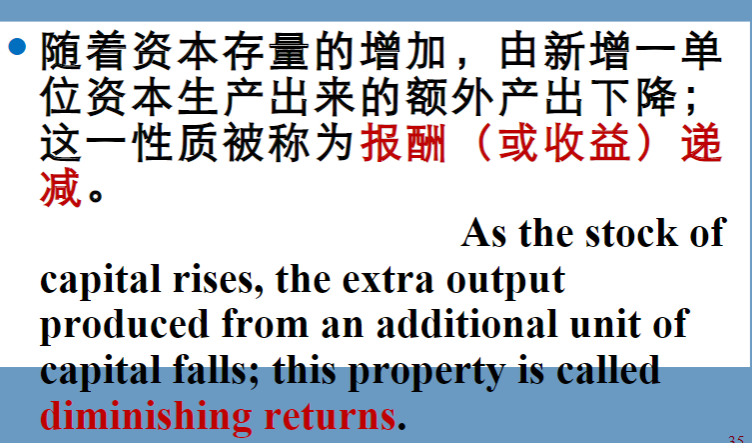 • 随着资本存量的增加，由新增一单
位资本生产出来的额外产出下降；
这一性质被称为报酬（或收益）递
减。
As the stock of
capital rises, the extra output
produced from an additional unit of
capital falls; this property is called
diminishing returns.
35